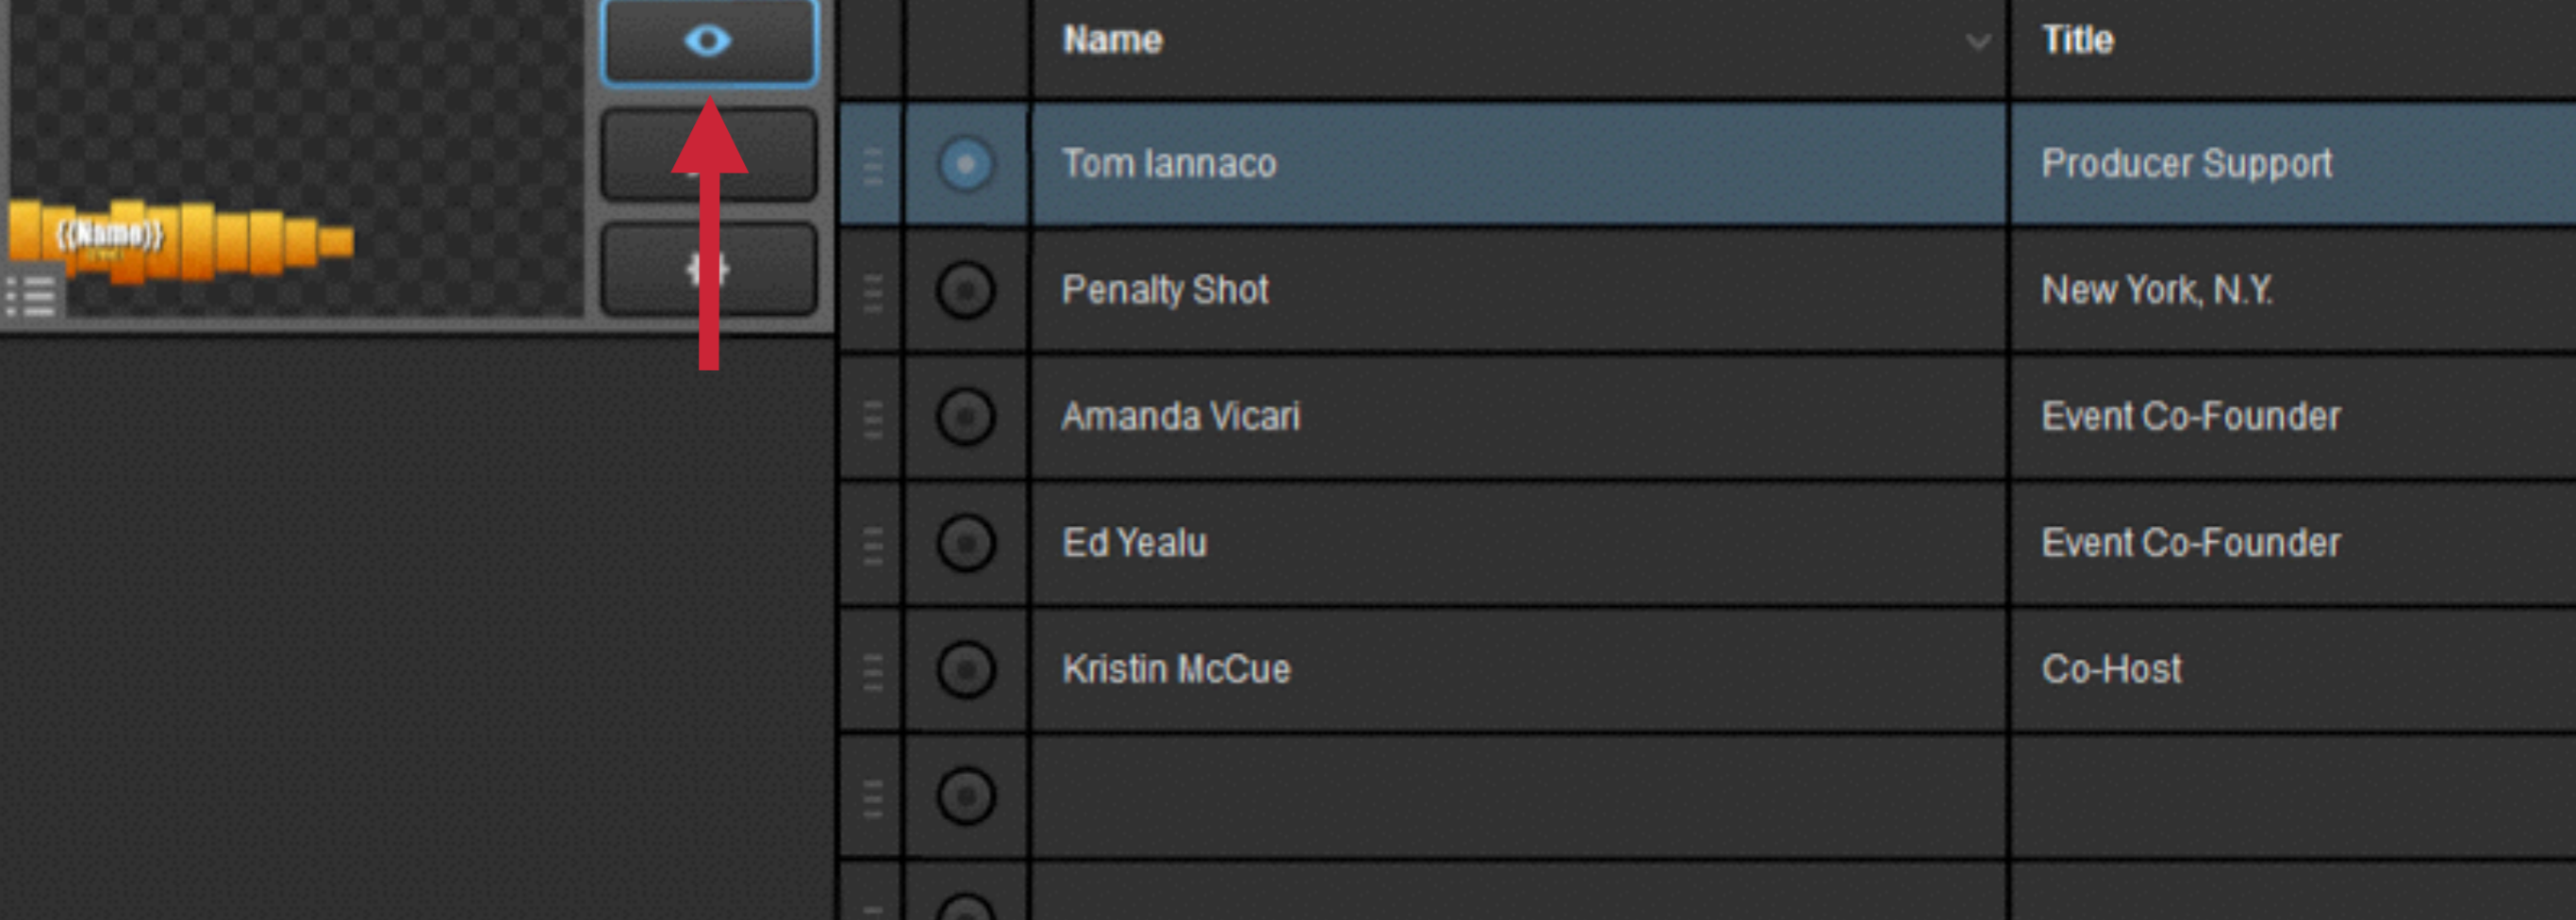 Name Title
Tom Iannaco Producer Support
{{Name}}
Penalty Shot New York, N.Y.
Amanda Vicari Event Co-Founder
Ed Yealu Event Co-Founder
Kristin McCue Co-Host